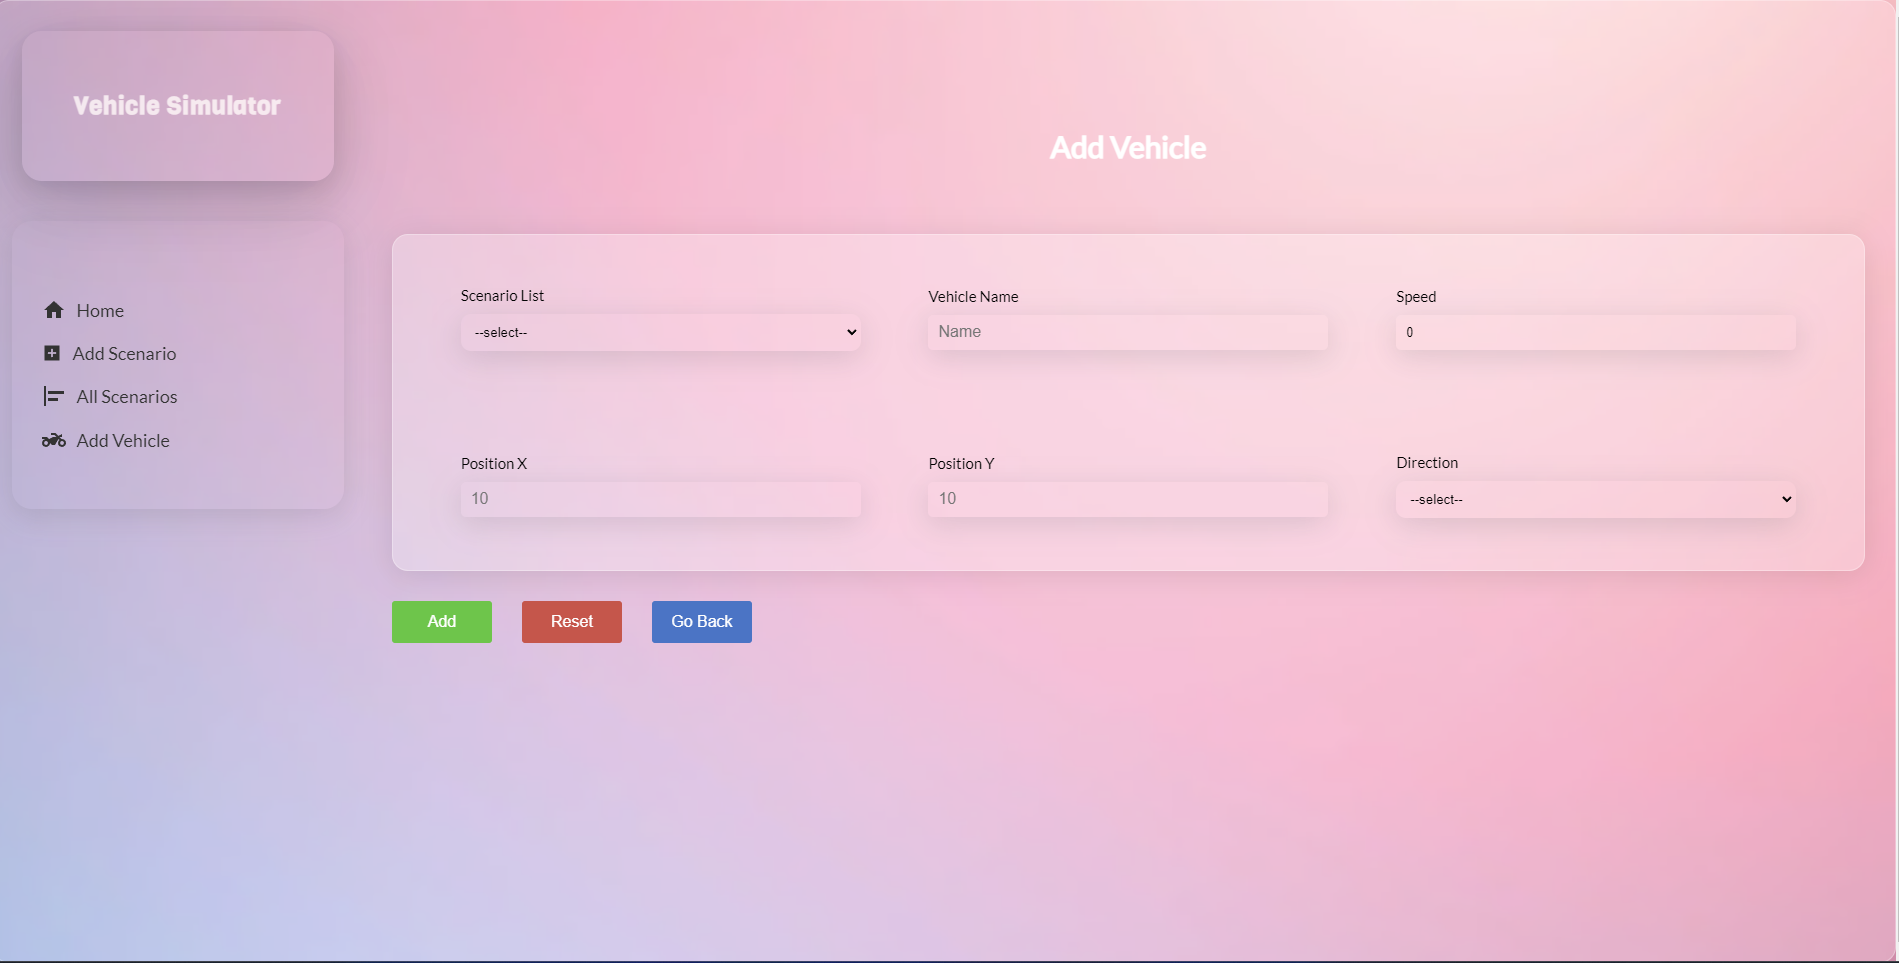 Vehicle Simulator
Home
Add Scenario
All Scenarios
Add Vehicle
Add Vehicle
Scenario List
--select--
Vehicle Name
Name
Speed
0
Position X
10
Position Y
10
Direction
--select--
Add
Reset
Go Back